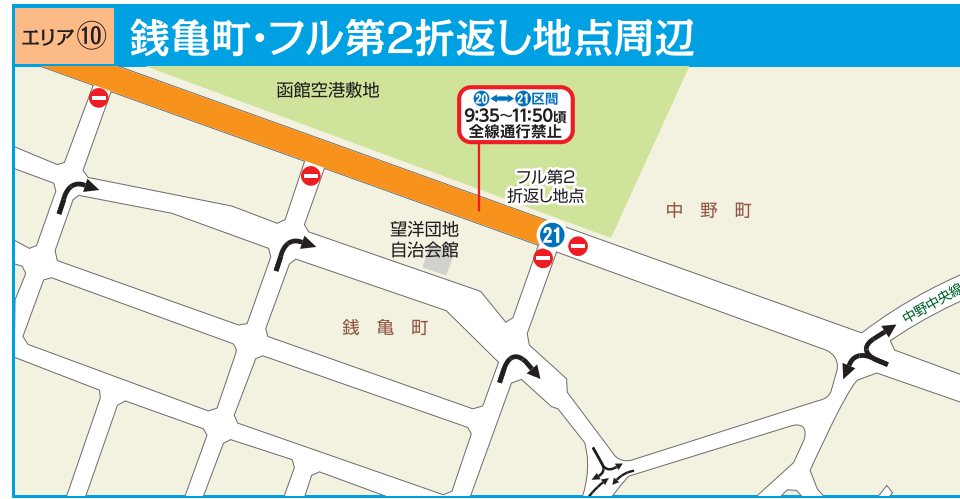 エリア⑩
銭亀町・フル第2折返し地点周辺
函館空港敷地
⑳⟷㉑区間
9:35~11:50頃
全線通行禁止
フル第2
折返し地点
中野町
21
望洋団地
自治会館
銭亀町
中野中央線